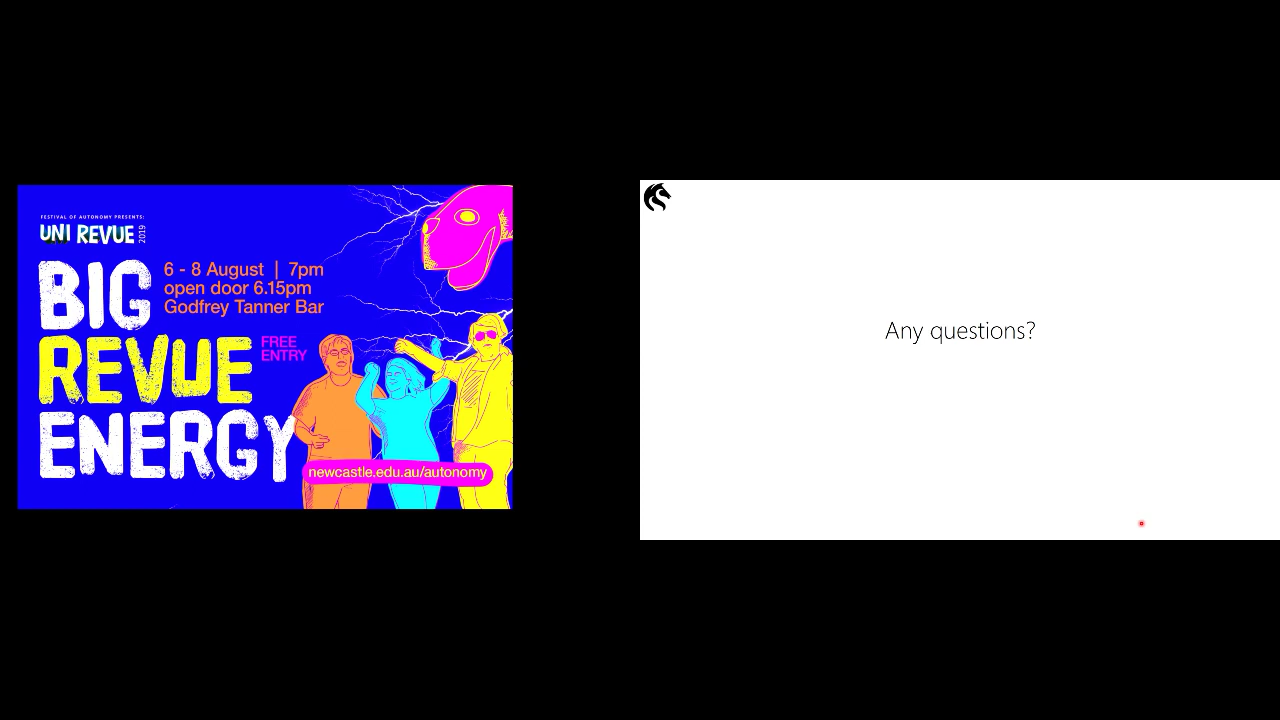 FESTIVAL OF AUTONOMY PRESENTS:
UNI REVUE 2019
BIG
REVUE
ENERGY
6 - 8 August | 7pm
open door 6.15pm
Godfrey Tanner Bar
FREE
ENTRY
newcastle.edu.au/autonomy
Any questions?